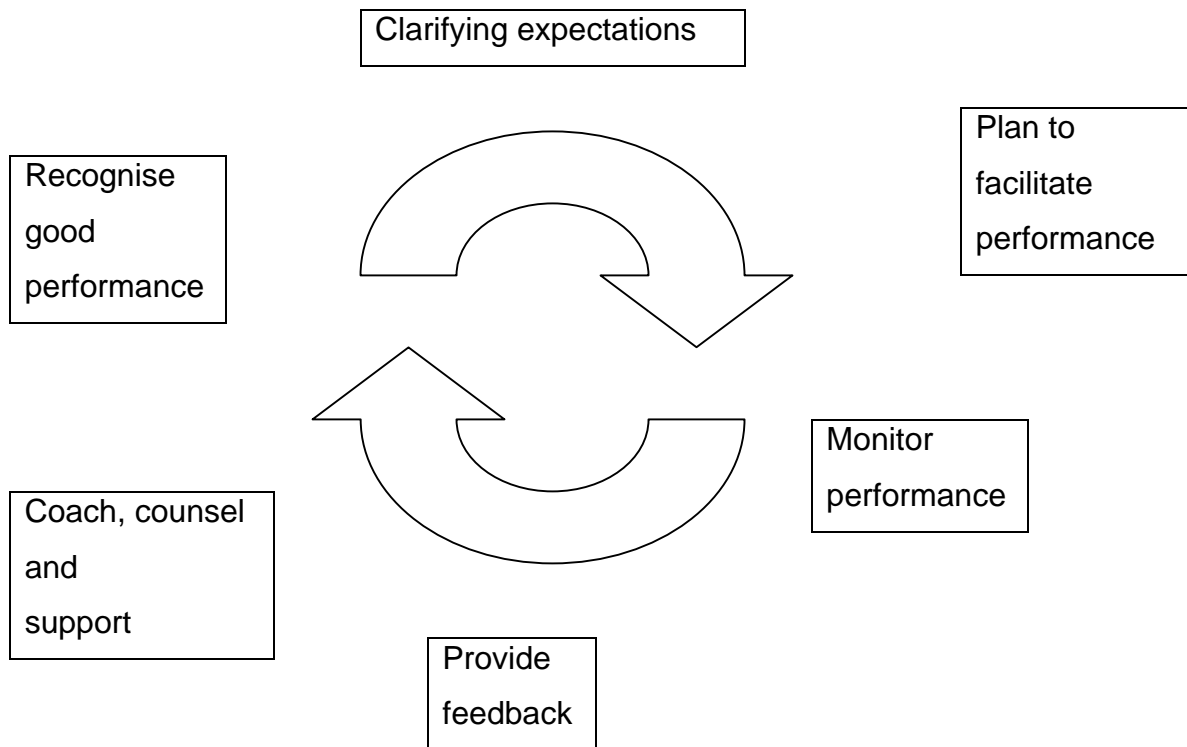 Clarifying expectations
Plan to
facilitate
performance
Recognise
good
performance
Monitor
performance
Coach, counsel
and
support
Provide
feedback